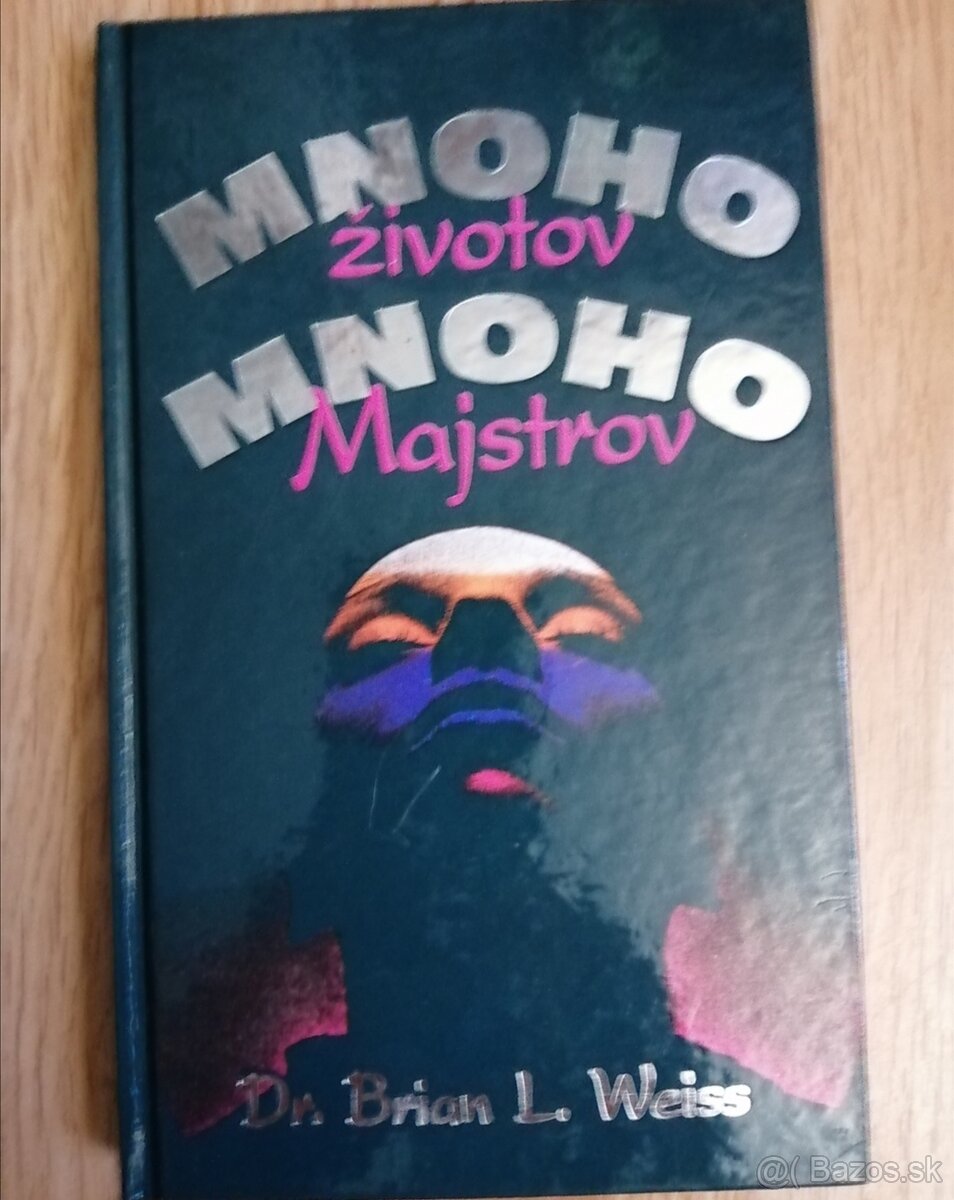 MNOHO
životov
MNOHO
Majstrov
Dr. Brian L. Weiss
@( Bazos.sk